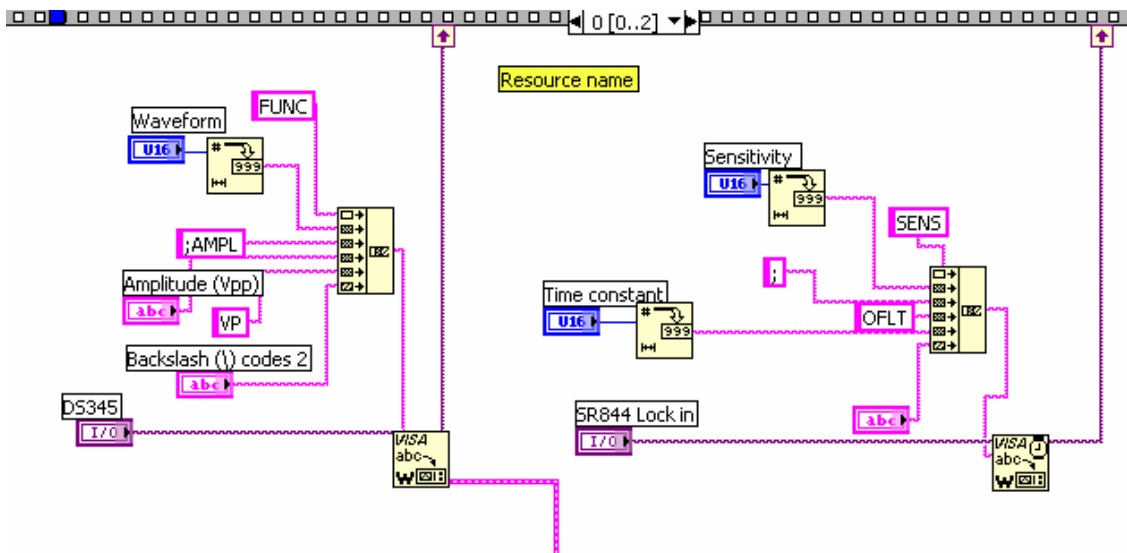 0 [0..2]
Resource name
FUNC
Waveform
U16
#
999
;AMPL
Amplitude (Vpp)
abc
VP
Backslash (\) codes 2
abc
DS345
I/O
VISA
abc
W
Sensitivity
U16
#
999
SENS
;
Time constant
U16
#
999
OFLT
abc
SR844 Lock in
I/O
VISA
abc
W